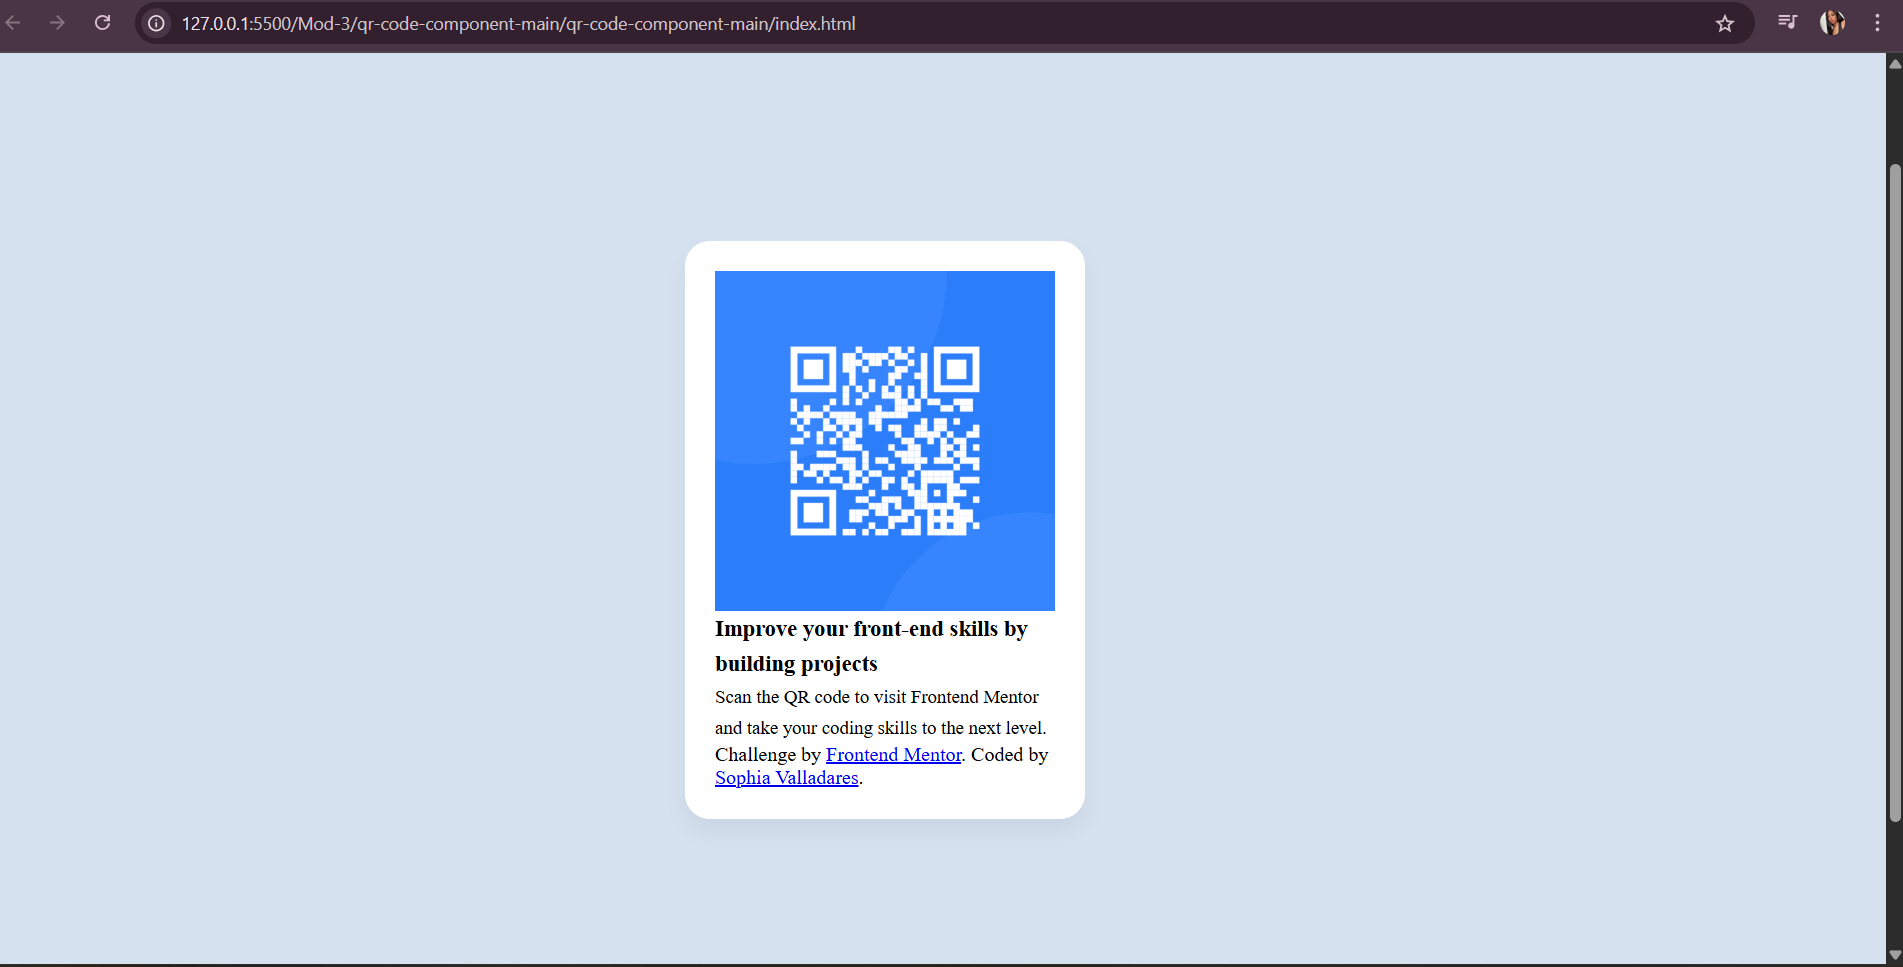 127.0.0.1:5500/Mod-3/qr-code-component-main/qr-code-component-main/index.html
Improve your front-end skills by
building projects
Scan the QR code to visit Frontend Mentor
and take your coding skills to the next level.
Challenge by Frontend Mentor. Coded by
Sophia Valladares.